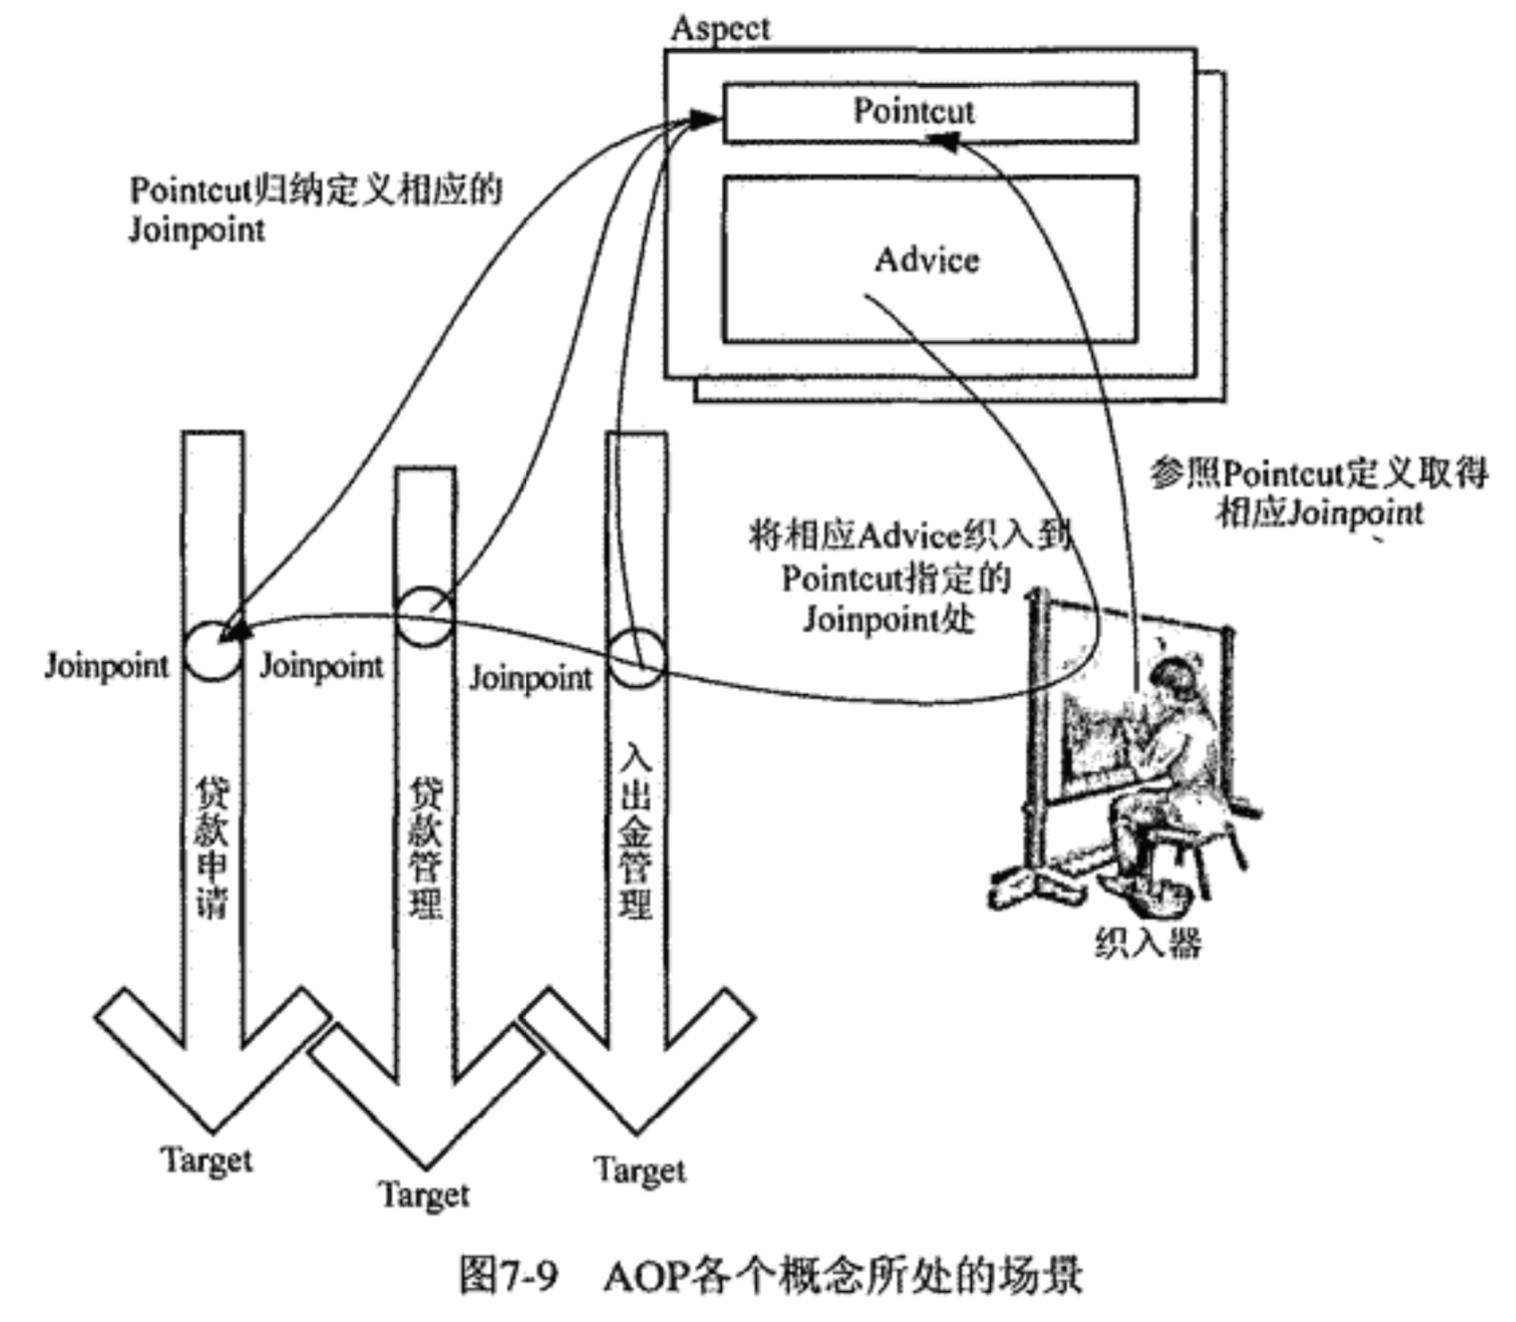 Aspect
Pointcut
Pointcut归纳定义相应的
Joinpoint
Advice
参照Pointcut定义取得
相应Joinpoint
将相应Advice织入到
Pointcut指定的
Joinpoint处
Joinpoint
Joinpoint
Joinpoint
贷款申请
贷款管理
入出金管理
织入器
Target
Target
Target
图7-9 AOP各个概念所处的场景